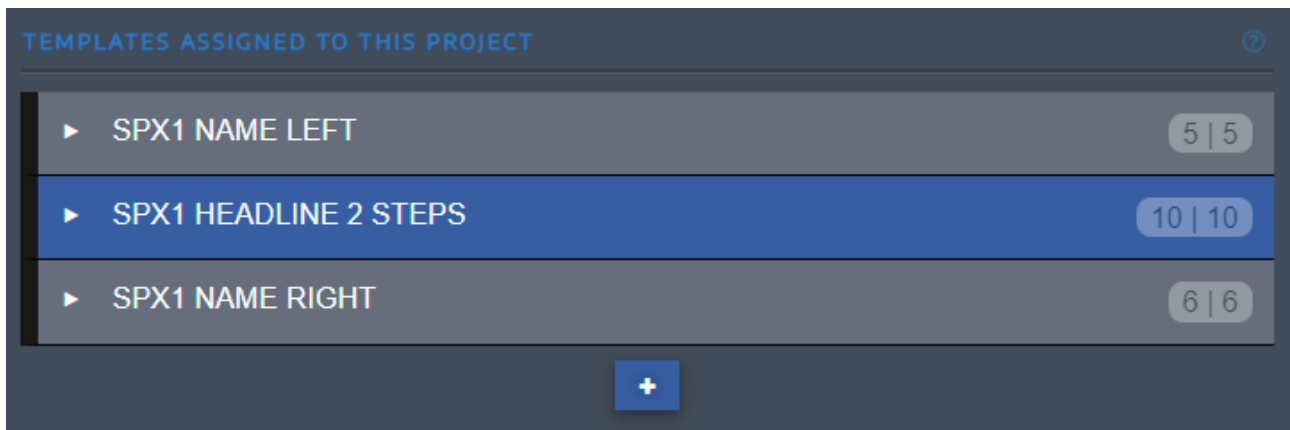 TEMPLATES ASSIGNED TO THIS PROJECT ?
SPX1 NAME LEFT 5 | 5
SPX1 HEADLINE 2 STEPS 10 | 10
SPX1 NAME RIGHT 6 | 6
+